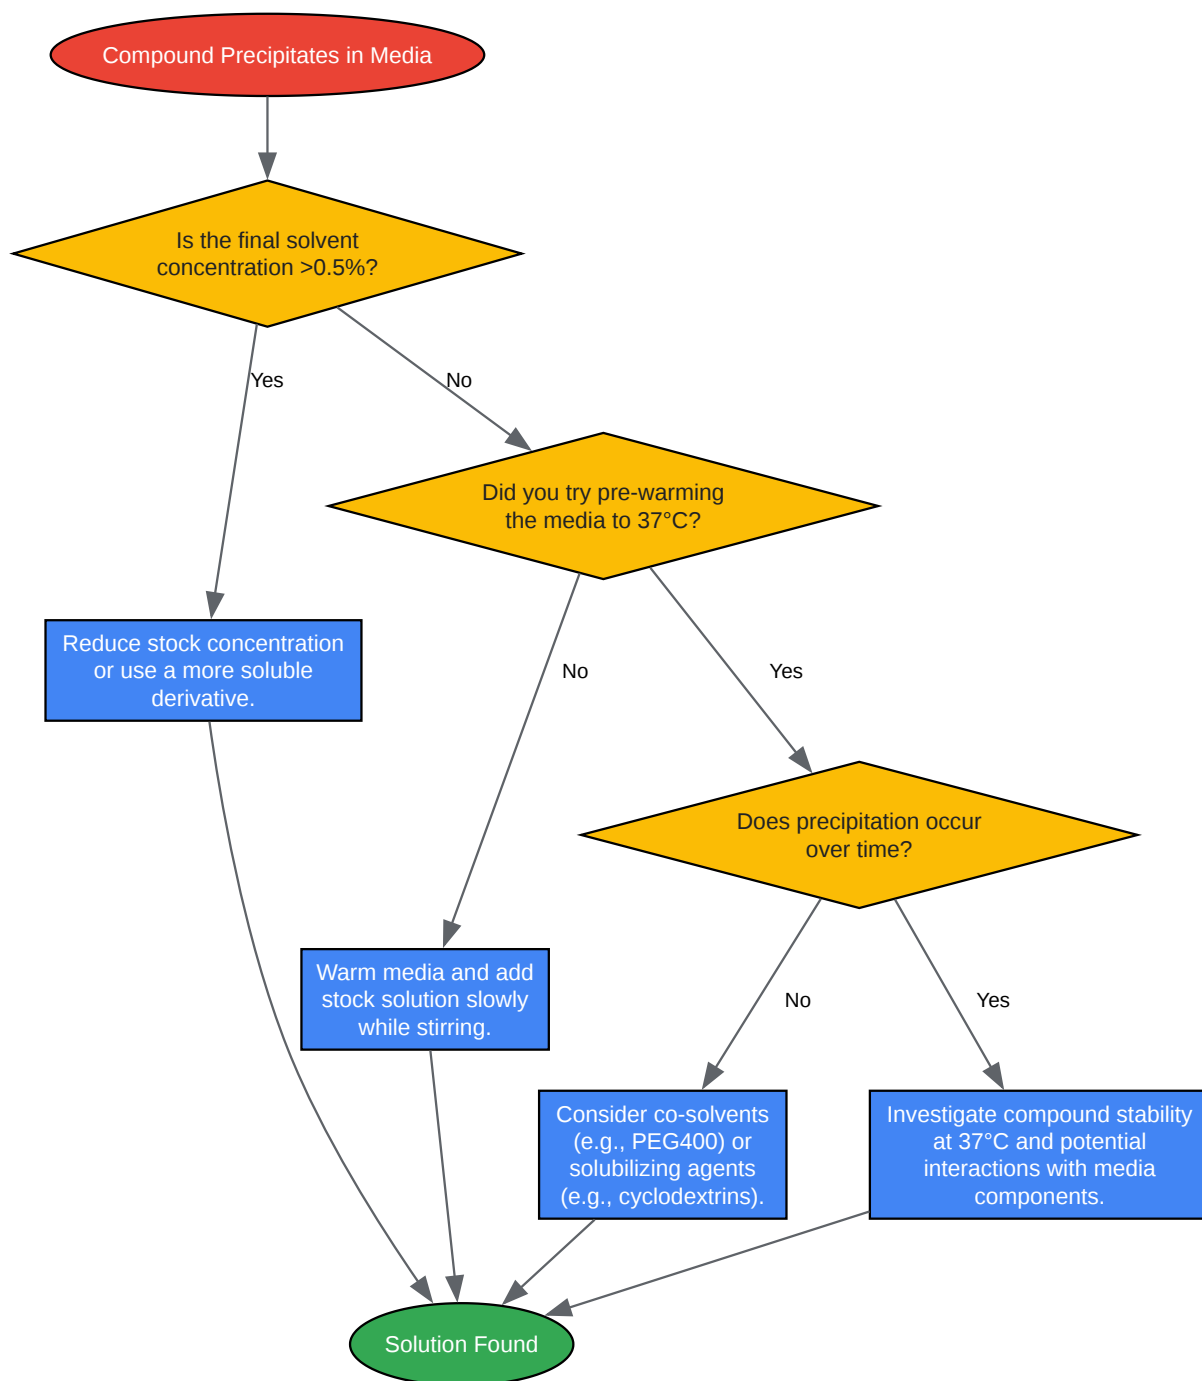 Compound Precipitates in Media
Is the final solvent
concentration >0.5%?
Yes
No
Did you try pre-warming
the media to 37°C?
Reduce stock concentration
or use a more soluble
derivative.
No
Yes
Does precipitation occur
over time?
Warm media and add
stock solution slowly
while stirring.
No
Yes
Consider co-solvents
(e.g., PEG400) or
solubilizing agents
(e.g., cyclodextrins).
Investigate compound stability
at 37°C and potential
interactions with media
components.
Solution Found